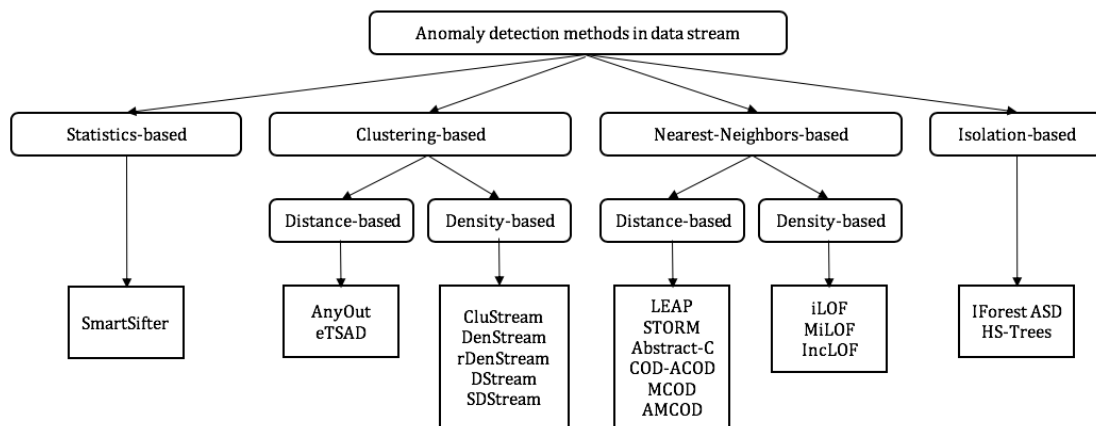 Anomaly detection methods in data stream
Statistics-based
Clustering-based
Nearest-Neighbors-based
Isolation-based
Distance-based
Density-based
Distance-based
Density-based
SmartSifter
AnyOut
eTSAD
CluStream
DenStream
rDenStream
DStream
SDStream
LEAP
STORM
Abstract-C
COD-ACOD
MCOD
AMCOD
iLOF
MiLOF
IncLOF
IForest ASD
HS-Trees